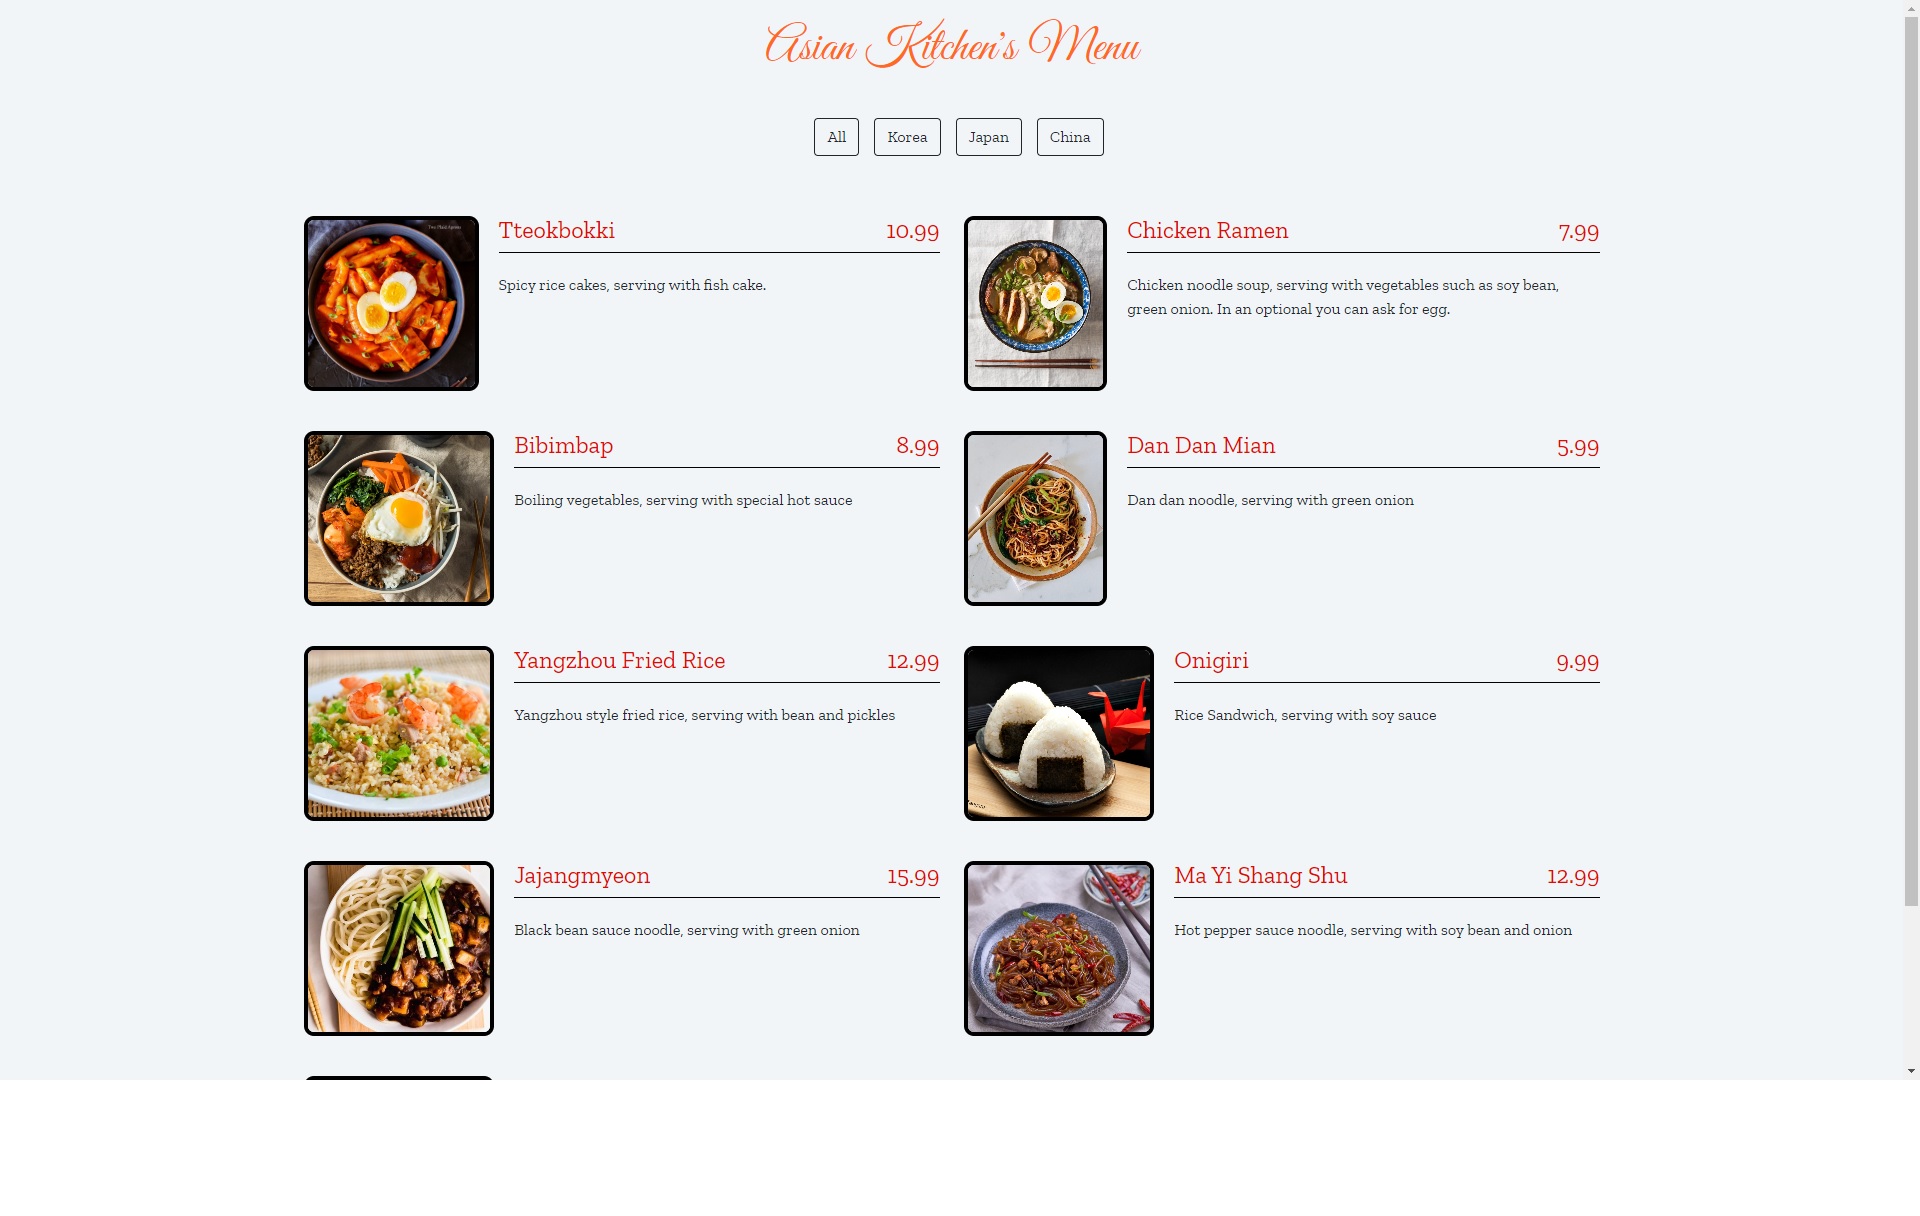 Asian Kitchen's Menu
All
Korea
Japan
China
Tteokbokki 10.99
Spicy rice cakes, serving with fish cake.
Chicken Ramen 7.99
Chicken noodle soup, serving with vegetables such as soy bean,
green onion. In an optional you can ask for egg.
Bibimbap 8.99
Boiling vegetables, serving with special hot sauce
Dan Dan Mian 5.99
Dan dan noodle, serving with green onion
Yangzhou Fried Rice 12.99
Yangzhou style fried rice, serving with bean and pickles
Onigiri 9.99
Rice Sandwich, serving with soy sauce
Jajangmyeon 15.99
Black bean sauce noodle, serving with green onion
Ma Yi Shang Shu 12.99
Hot pepper sauce noodle, serving with soy bean and onion